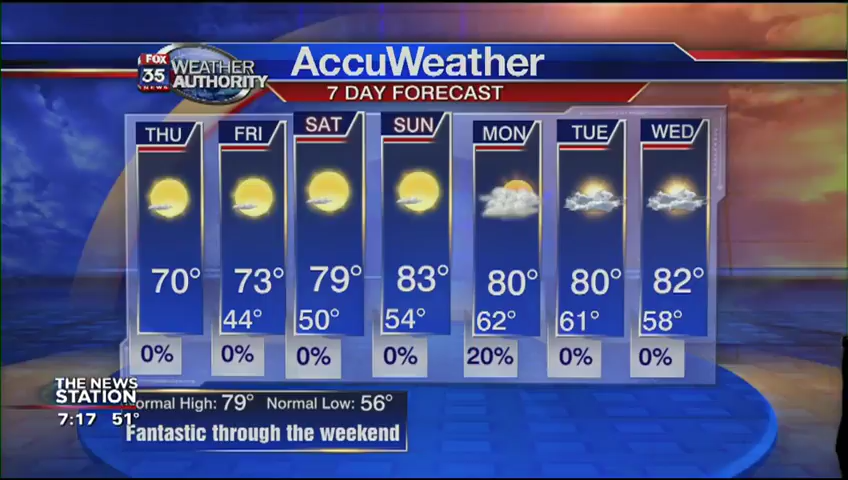 FOX
35
NEWS
WEATHER
AUTHORITY
AccuWeather
7 DAY FORECAST
THU FRI SAT SUN MON TUE WED
70° 73° 79° 83° 80° 80° 82°
44° 50° 54° 62° 61° 58°
0% 0% 0% 0% 20% 0% 0%
THE NEWS
STATION
7:17 51°
ormal High: 79° Normal Low: 56°
Fantastic through the weekend